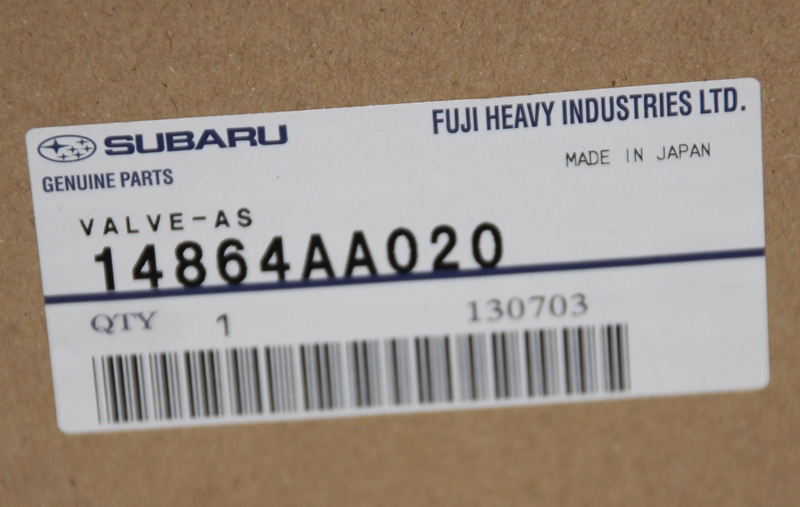 SUBARU
FUJI HEAVY INDUSTRIES LTD.
GENUINE PARTS
MADE IN JAPAN
VALVE-AS
14864AA020
QTY 1 130703